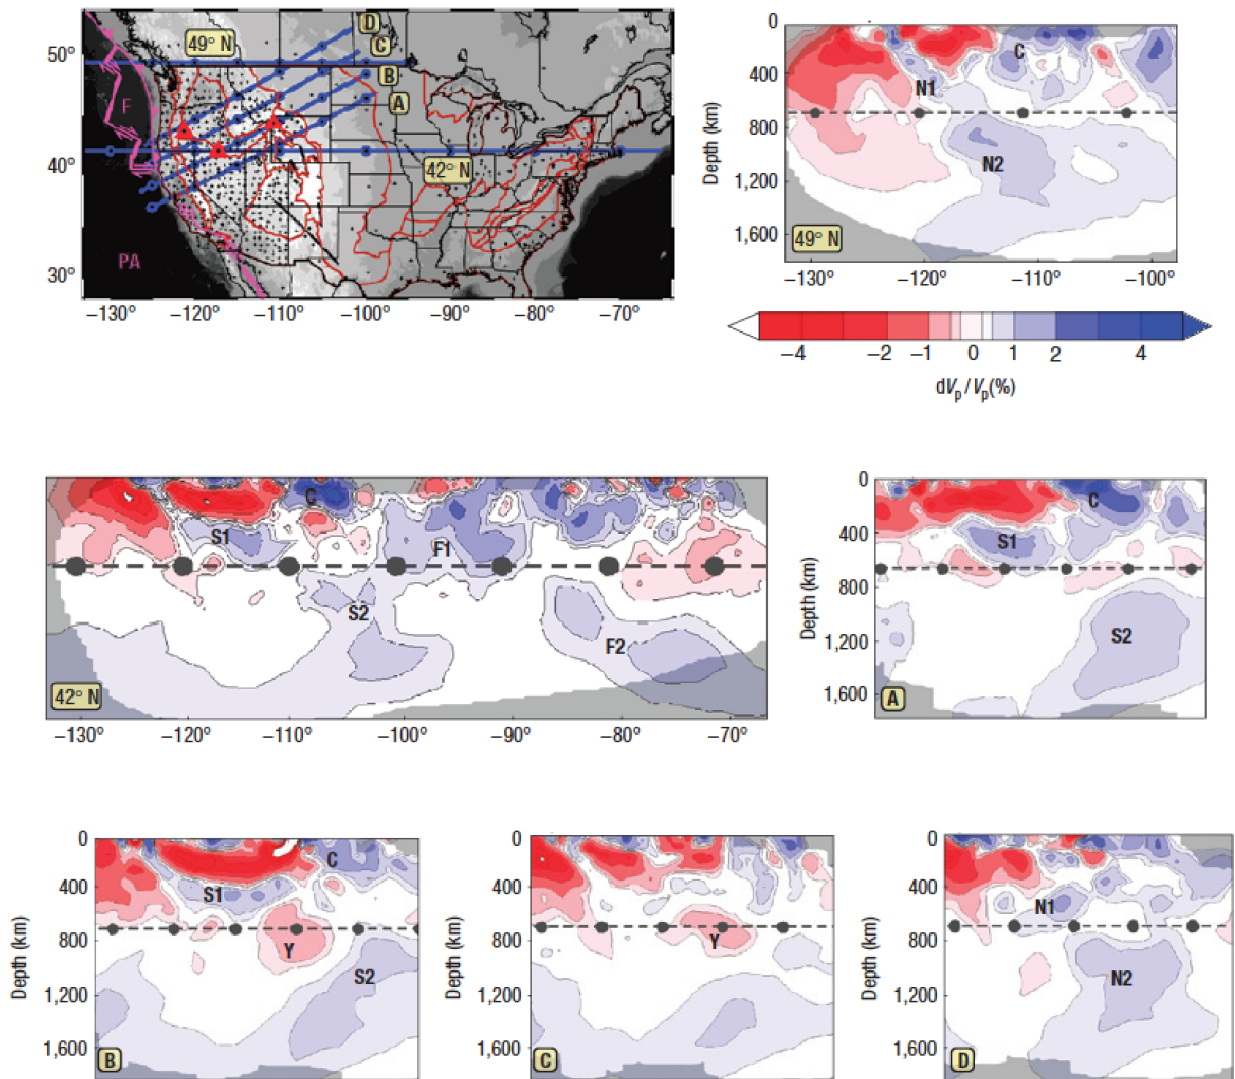 D
C
49° N
B
A
42° N
F
PA
50°
40°
30°
−130° −120° −110° −100° −90° −80° −70°
0
400
800
1,200
1,600
Depth (km)
C
N1
N2
49° N
−130° −120° −110° −100°
−4 −2 −1 0 1 2 4
dVp/Vp(%)
C
S1
F1
S2
F2
42° N
−130° −120° −110° −100° −90° −80° −70°
0
400
800
1,200
1,600
Depth (km)
C
S1
S2
A
0
400
800
1,200
1,600
Depth (km)
C
S1
Y
S2
B
0
400
800
1,200
1,600
Depth (km)
Y
C
0
400
800
1,200
1,600
Depth (km)
N1
N2
D